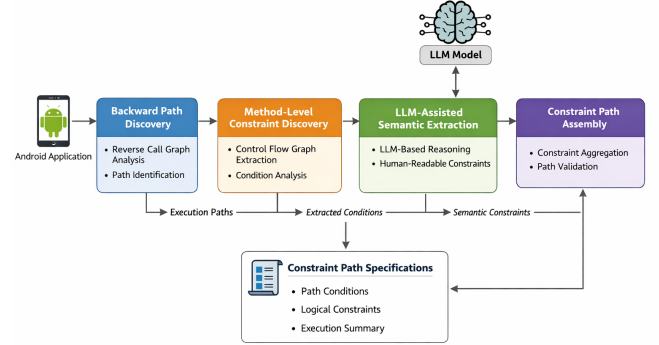 LLM Model
Android Application
Backward Path
Discovery
• Reverse Call Graph
Analysis
• Path Identification
Method-Level
Constraint Discovery
• Control Flow Graph
Extraction
• Condition Analysis
LLM-Assisted
Semantic Extraction
• LLM-Based Reasoning
• Human-Readable Constraints
Constraint Path
Assembly
• Constraint Aggregation
• Path Validation
Execution Paths
Extracted Conditions
Semantic Constraints
Constraint Path Specifications
• Path Conditions
• Logical Constraints
• Execution Summary